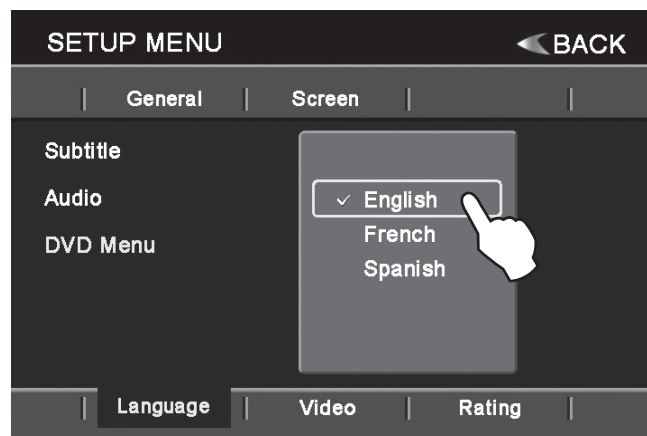 SETUP MENU BACK
General Screen
Subtitle
Audio
DVD Menu
✓ English
French
Spanish
Language Video Rating